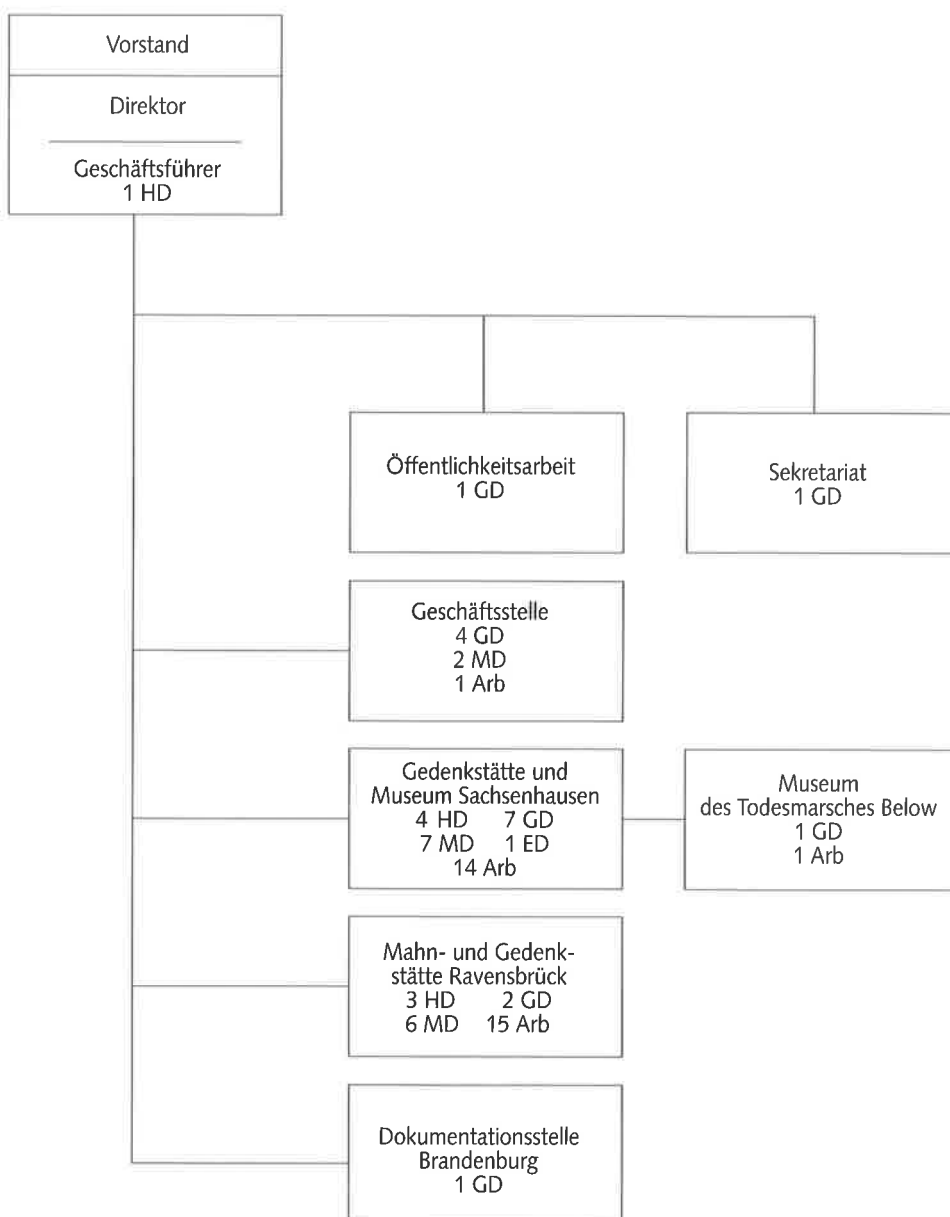 Vorstand
Direktor
Geschäftsführer
1 HD
Öffentlichkeitsarbeit
1 GD
Sekretariat
1 GD
Geschäftsstelle
4 GD
2 MD
1 Arb
Gedenkstätte und
Museum Sachsenhausen
4 HD 7 GD
7 MD 1 ED
14 Arb
Museum
des Todesmarsches Below
1 GD
1 Arb
Mahn- und Gedenk-
stätte Ravensbrück
3 HD 2 GD
6 MD 15 Arb
Dokumentationsstelle
Brandenburg
1 GD